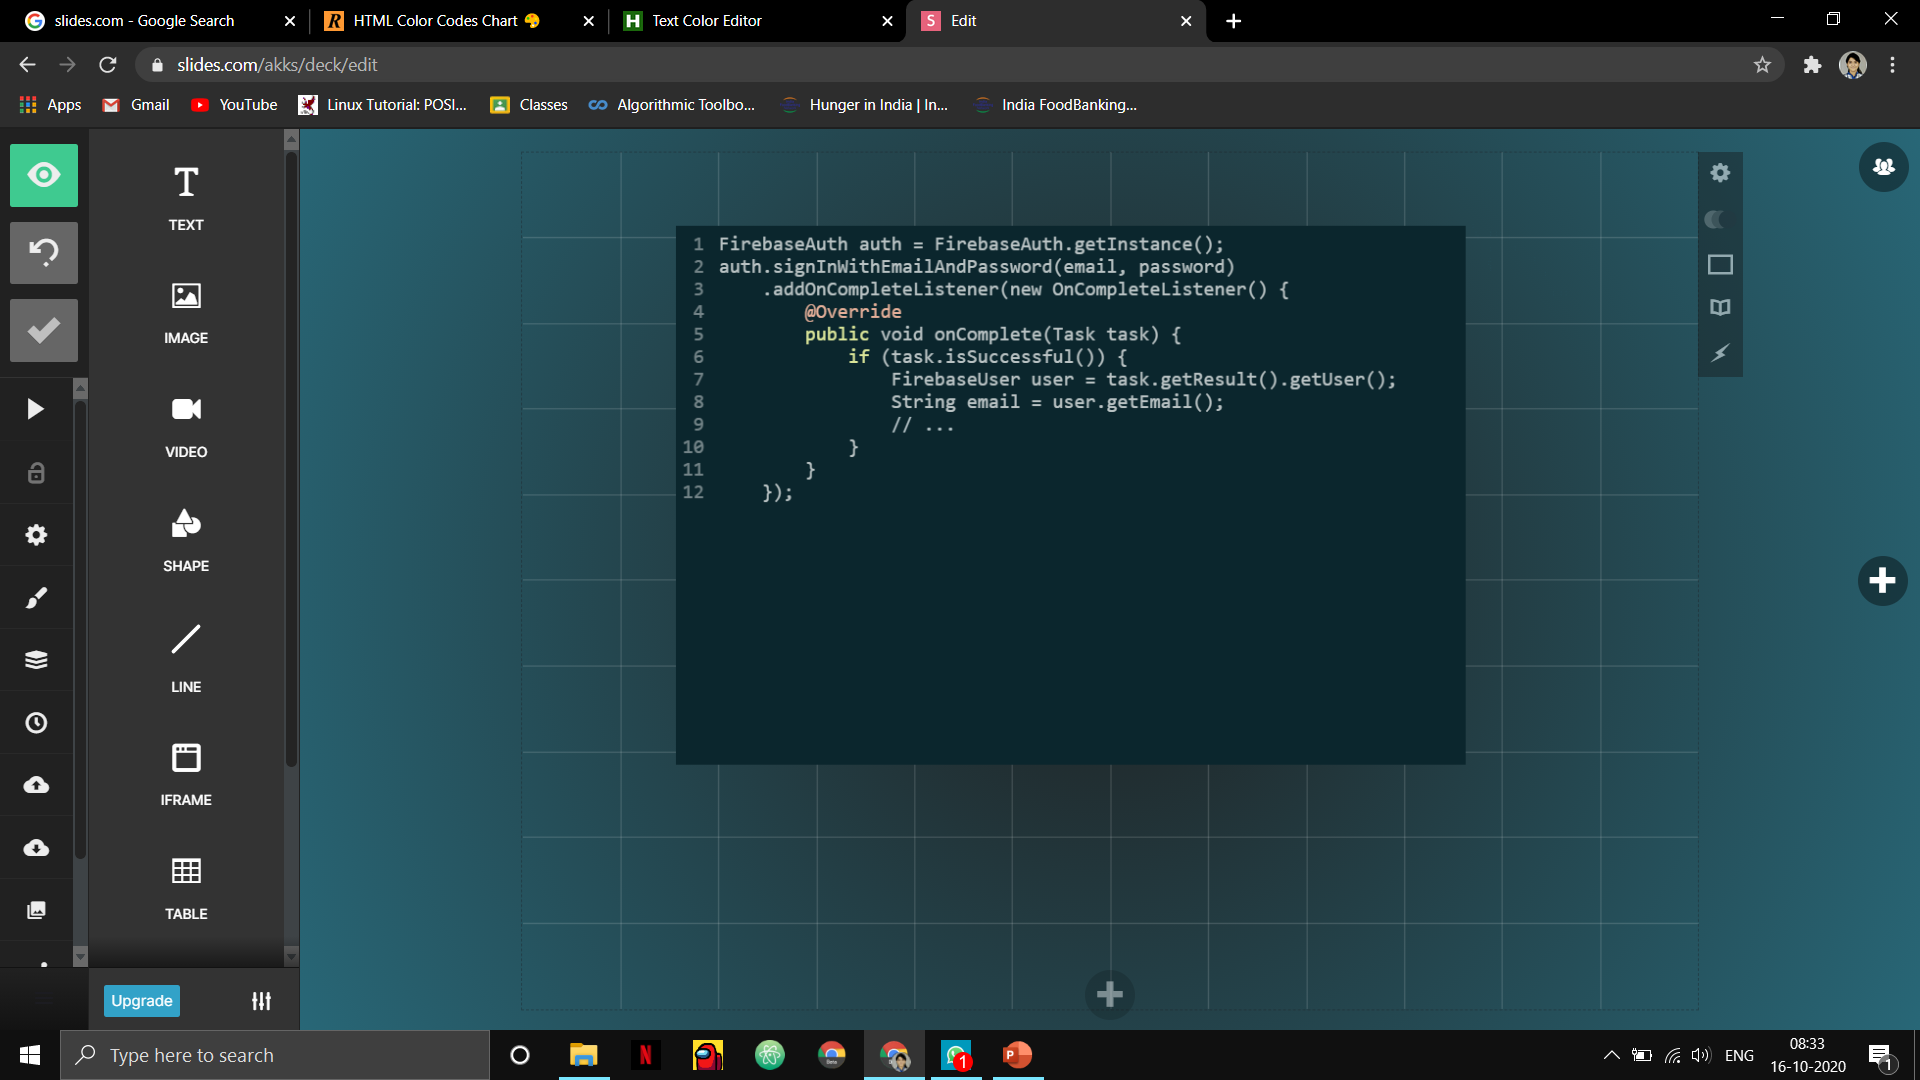 slides.com - Google Search
HTML Color Codes Chart
Text Color Editor
Edit
slides.com/akks/deck/edit
Apps
Gmail
YouTube
Linux Tutorial: POSI...
Classes
Algorithmic Toolbo...
Hunger in India | In...
India FoodBanking...
TEXT
IMAGE
VIDEO
SHAPE
LINE
IFRAME
TABLE
Upgrade
1 FirebaseAuth auth = FirebaseAuth.getInstance();
2 auth.signInWithEmailAndPassword(email, password)
3     .addOnCompleteListener(new OnCompleteListener() {
4         @Override
5         public void onComplete(Task task) {
6             if (task.isSuccessful()) {
7                 FirebaseUser user = task.getResult().getUser();
8                 String email = user.getEmail();
9                 // ...
10             }
11         }
12     });
Type here to search
1
ENG
08:33
16-10-2020
1